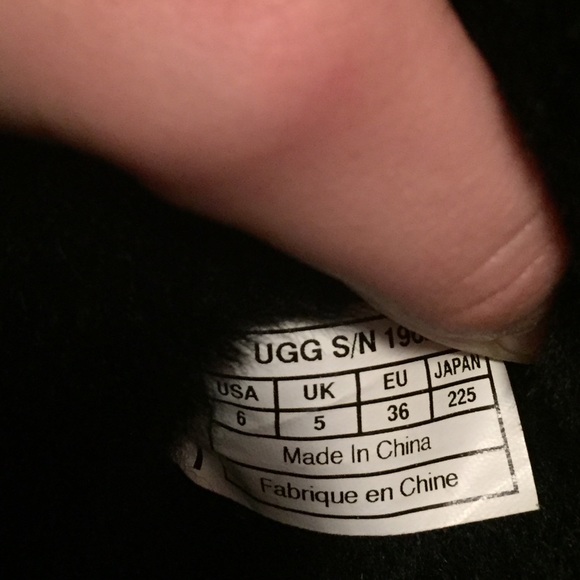 UGG S/N
USA UK EU JAPAN
6 5 36 225
Made In China
Fabrique en Chine